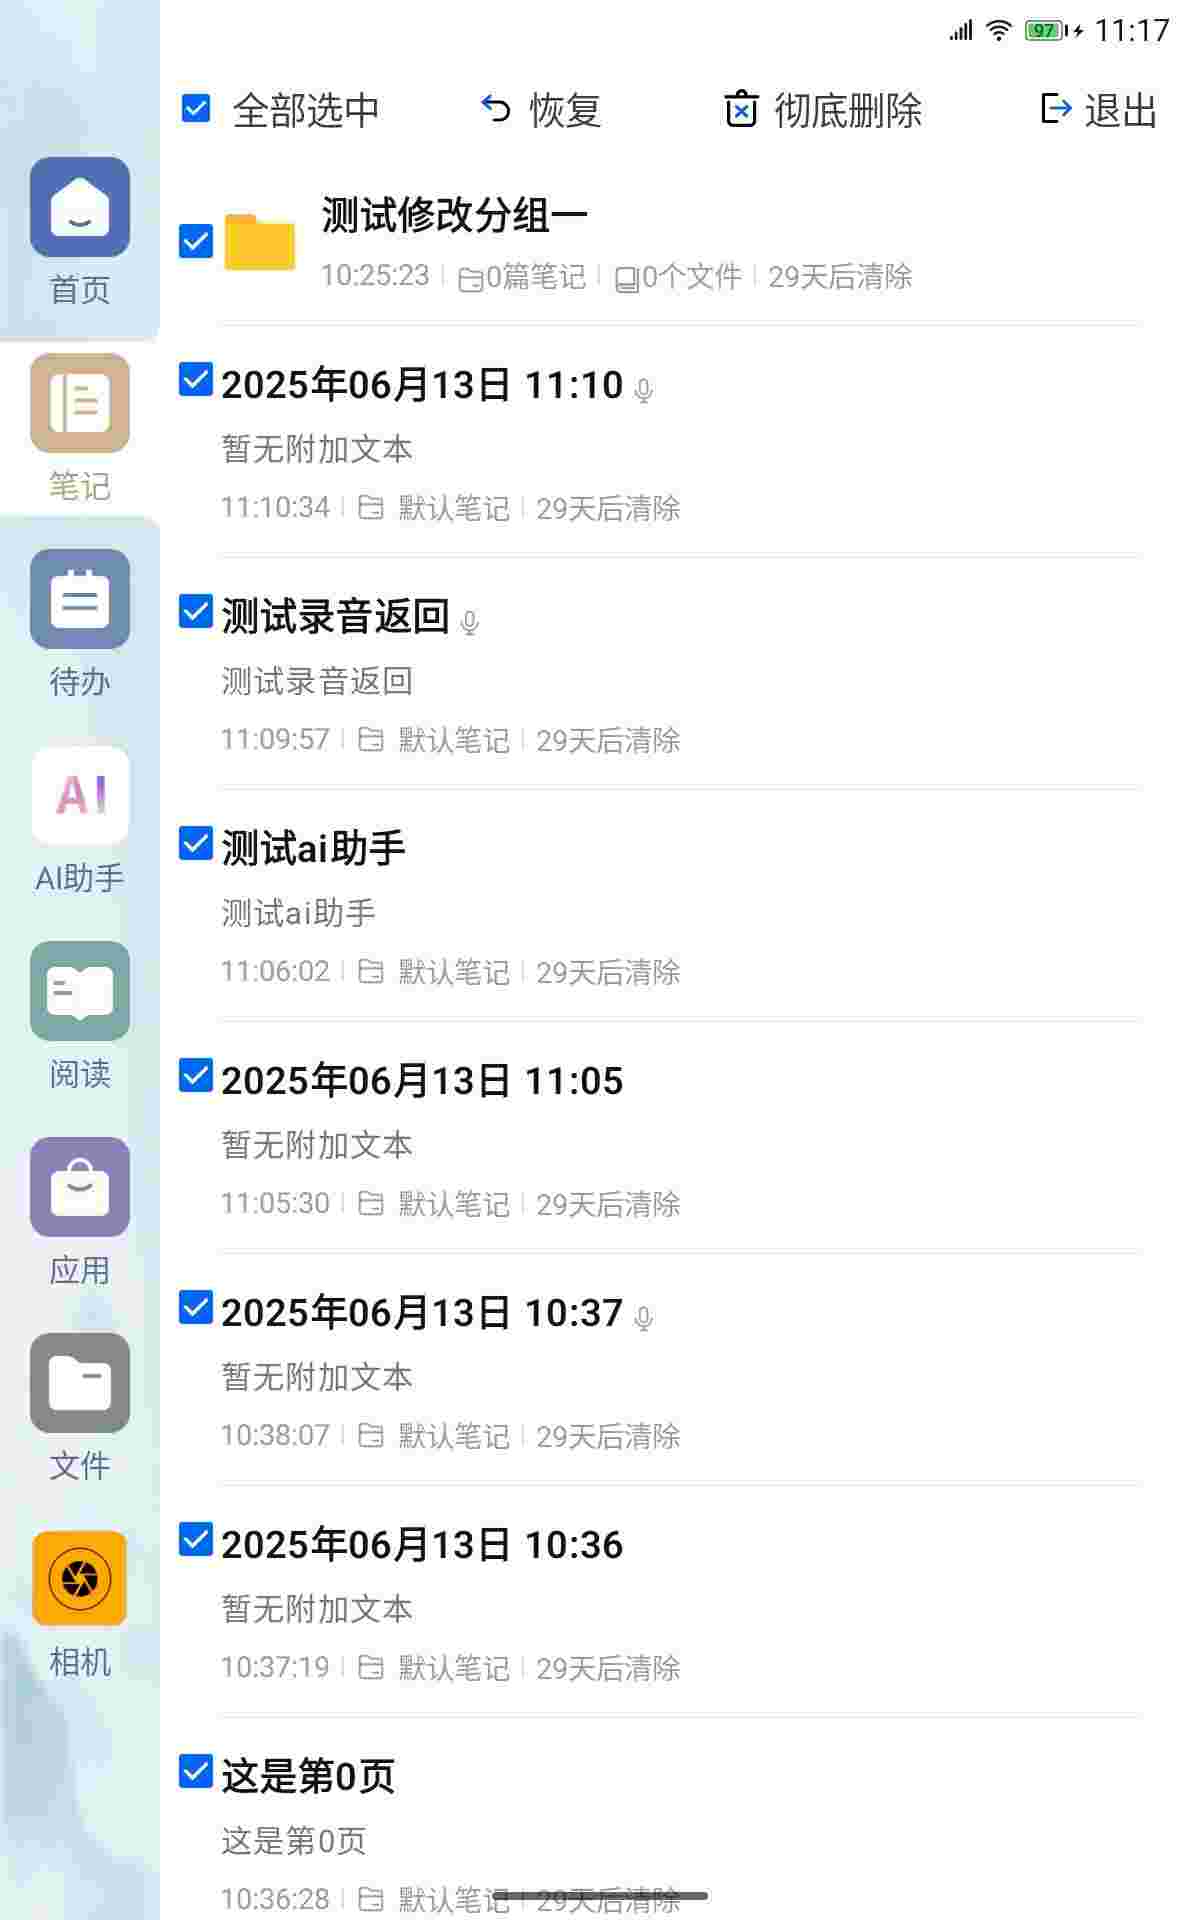 97 11:17
全部选中 恢复 彻底删除 退出
首页
笔记
待办
AI
AI助手
阅读
应用
文件
相机
测试修改分组一
10:25:23 0篇笔记 0个文件 29天后清除
2025年06月13日 11:10
暂无附加文本
11:10:34 默认笔记 29天后清除
测试录音返回
测试录音返回
11:09:57 默认笔记 29天后清除
测试ai助手
测试ai助手
11:06:02 默认笔记 29天后清除
2025年06月13日 11:05
暂无附加文本
11:05:30 默认笔记 29天后清除
2025年06月13日 10:37
暂无附加文本
10:38:07 默认笔记 29天后清除
2025年06月13日 10:36
暂无附加文本
10:37:19 默认笔记 29天后清除
这是第0页
这是第0页
10:36:28 默认笔记 29天后清除